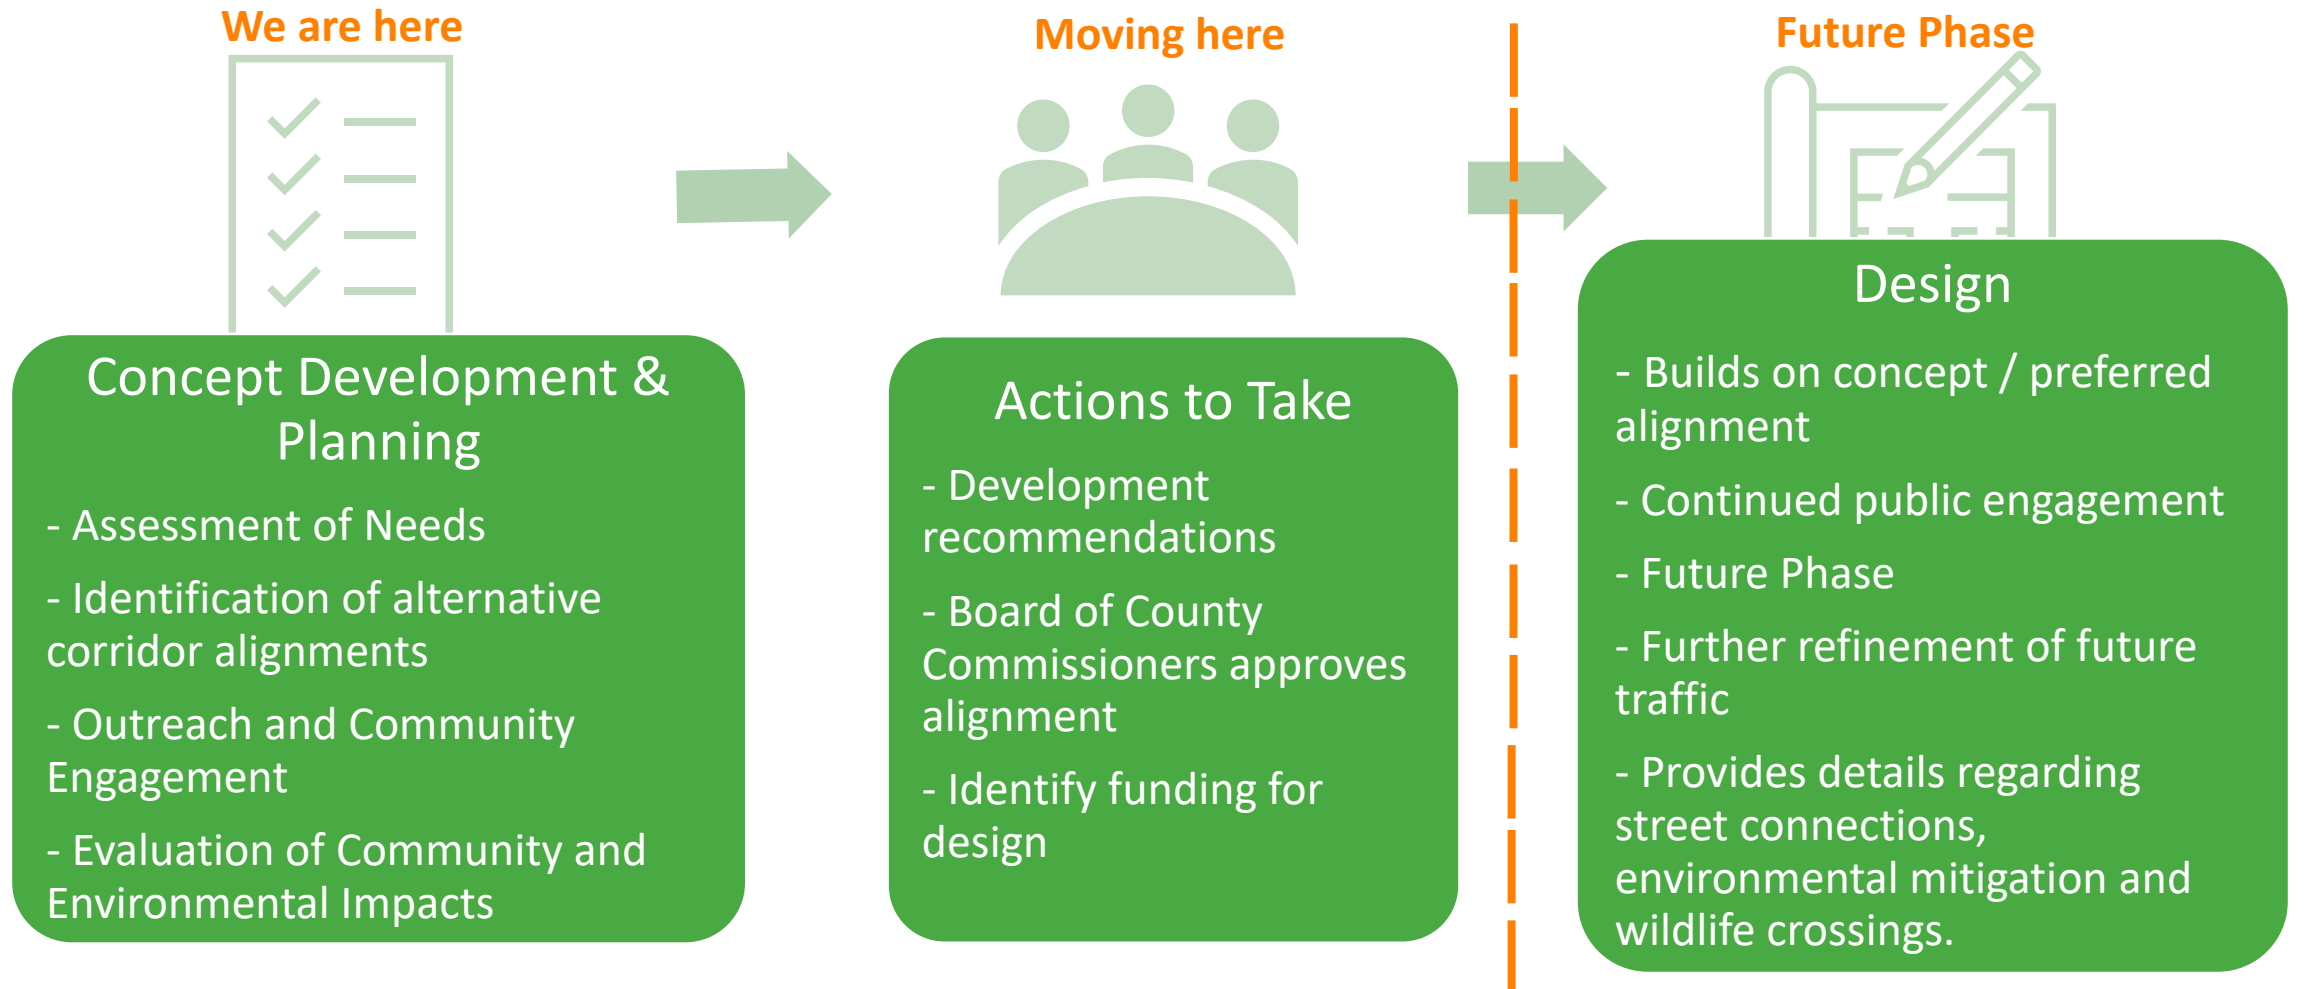 We are here
Concept Development &
Planning
- Assessment of Needs
- Identification of alternative
corridor alignments
- Outreach and Community
Engagement
- Evaluation of Community and
Environmental Impacts
Moving here
Actions to Take
- Development
recommendations
- Board of County
Commissioners approves
alignment
- Identify funding for
design
Future Phase
Design
- Builds on concept / preferred
alignment
- Continued public engagement
- Future Phase
- Further refinement of future
traffic
- Provides details regarding
street connections,
environmental mitigation and
wildlife crossings.